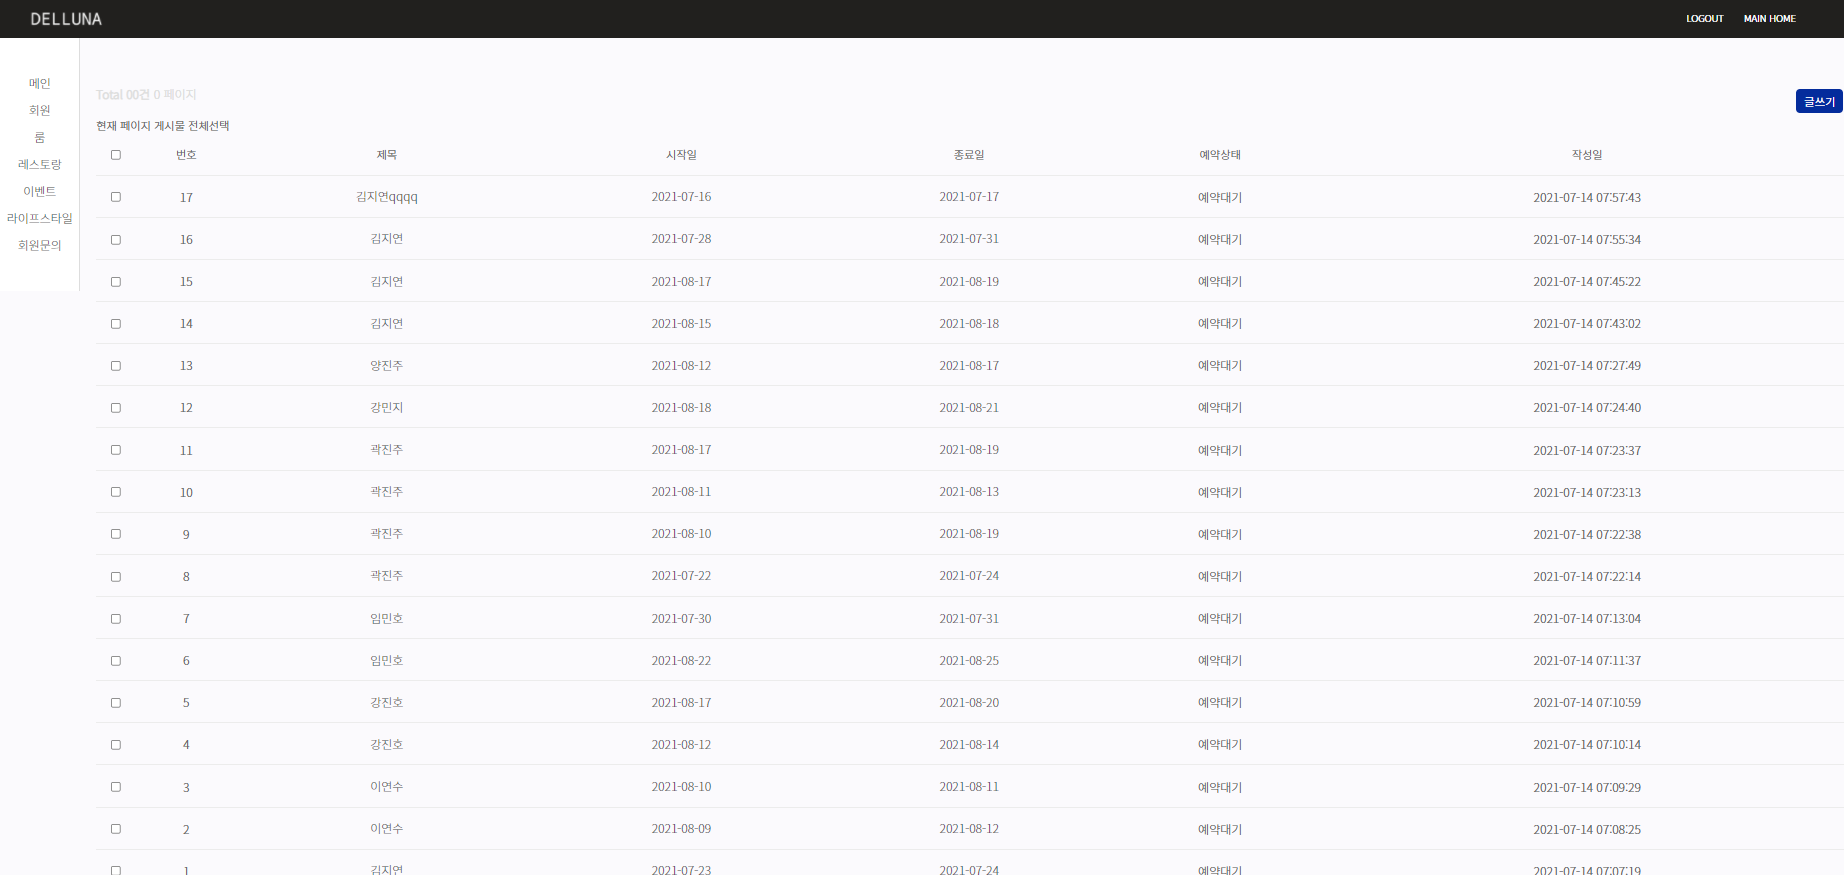 DELLUNA LOGOUT MAIN HOME
메인
회원
룸
레스토랑
이벤트
라이프스타일
회원문의
Total 00건 0 페이지
글쓰기
현재 페이지 게시물 전체선택
번호 제목 시작일 종료일 예약상태 작성일
17 김지연qqqq 2021-07-16 2021-07-17 예약대기 2021-07-14 07:57:43
16 김지연 2021-07-28 2021-07-31 예약대기 2021-07-14 07:55:34
15 김지연 2021-08-17 2021-08-19 예약대기 2021-07-14 07:45:22
14 김지연 2021-08-15 2021-08-18 예약대기 2021-07-14 07:43:02
13 양진주 2021-08-12 2021-08-17 예약대기 2021-07-14 07:27:49
12 강민지 2021-08-18 2021-08-21 예약대기 2021-07-14 07:24:40
11 곽진주 2021-08-17 2021-08-19 예약대기 2021-07-14 07:23:37
10 곽진주 2021-08-11 2021-08-13 예약대기 2021-07-14 07:23:13
9 곽진주 2021-08-10 2021-08-19 예약대기 2021-07-14 07:22:38
8 곽진주 2021-07-22 2021-07-24 예약대기 2021-07-14 07:22:14
7 임민호 2021-07-30 2021-07-31 예약대기 2021-07-14 07:13:04
6 임민호 2021-08-22 2021-08-25 예약대기 2021-07-14 07:11:37
5 강진호 2021-08-17 2021-08-20 예약대기 2021-07-14 07:10:59
4 강진호 2021-08-12 2021-08-14 예약대기 2021-07-14 07:10:14
3 이연수 2021-08-10 2021-08-11 예약대기 2021-07-14 07:09:29
2 이연수 2021-08-09 2021-08-12 예약대기 2021-07-14 07:08:25
1 김지연 2021-07-23 2021-07-24 예약대기 2021-07-14 07:07:19